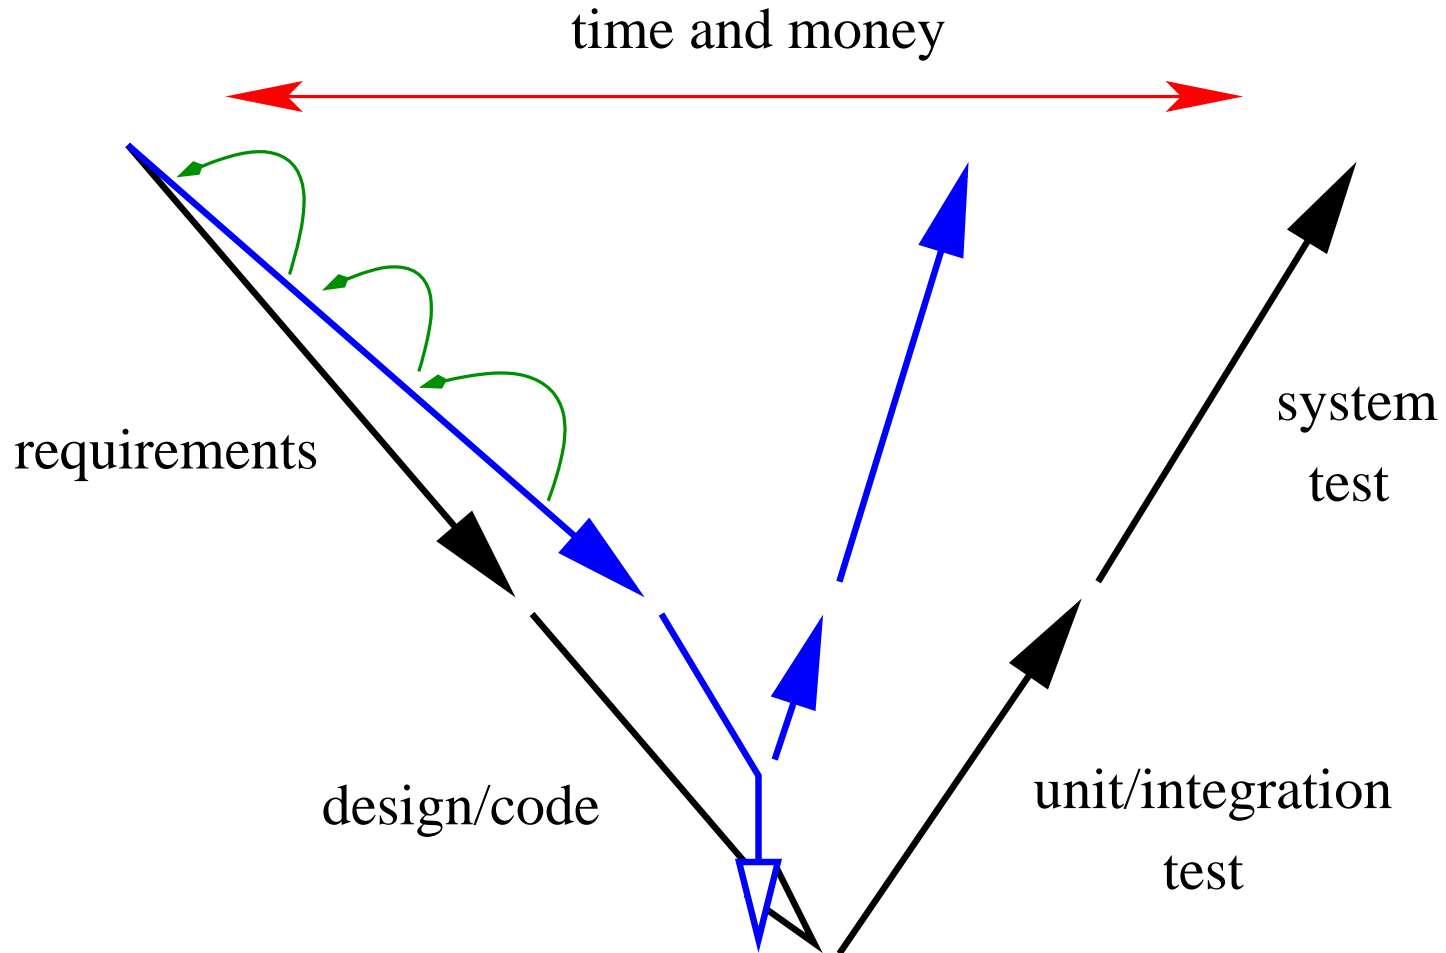 time and money
requirements
system
test
design/code
unit/integration
test